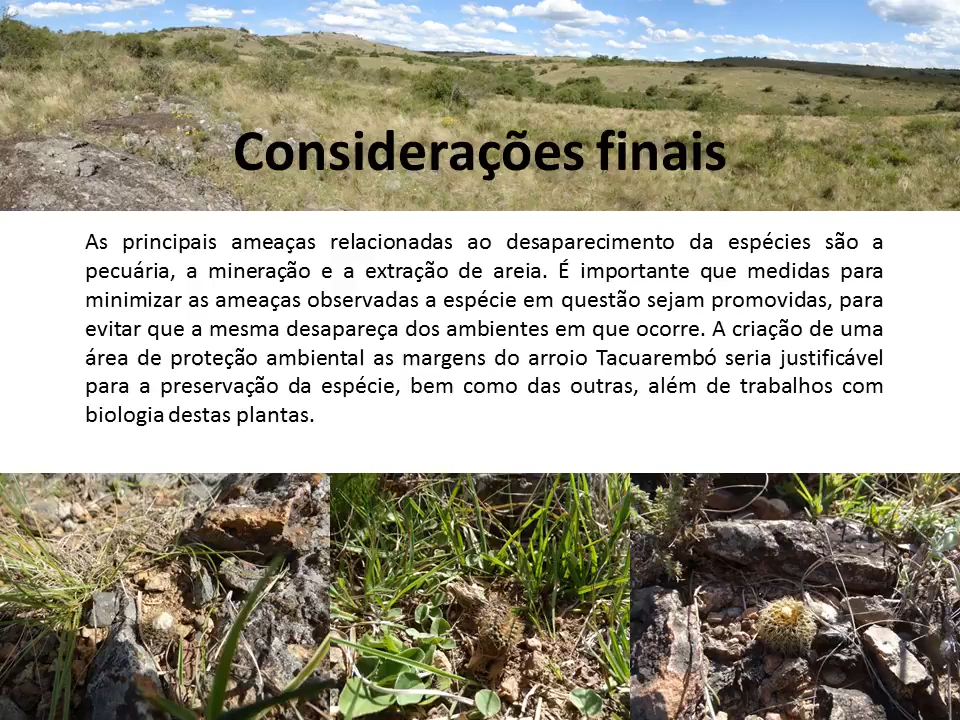 Considerações finais
As principais ameaças relacionadas ao desaparecimento da espécies são a
pecuária, a mineração e a extração de areia. É importante que medidas para
minimizar as ameaças observadas a espécie em questão sejam promovidas, para
evitar que a mesma desapareça dos ambientes em que ocorre. A criação de uma
área de proteção ambiental as margens do arroio Tacuarembó seria justificável
para a preservação da espécie, bem como das outras, além de trabalhos com
biologia destas plantas.